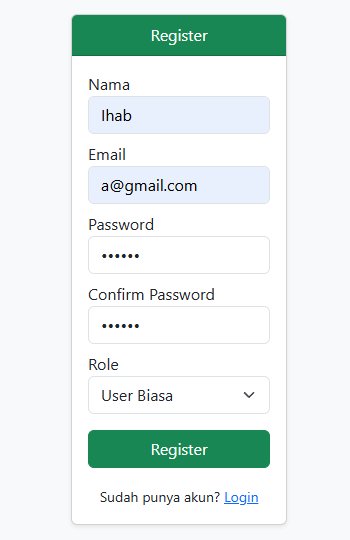 Register
Nama
Ihab
Email
a@gmail.com
Password
••••••
Confirm Password
••••••
Role
User Biasa
Register
Sudah punya akun? Login